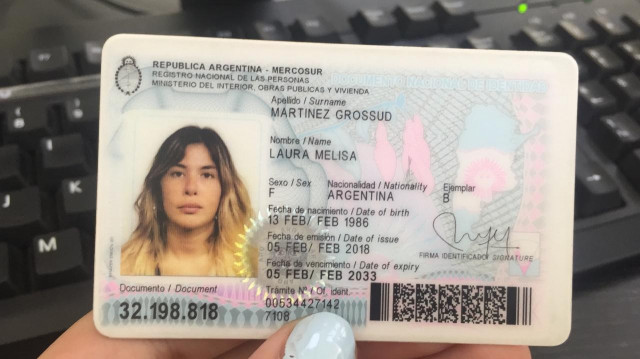 REPUBLICA ARGENTINA - MERCOSUR
REGISTRO NACIONAL DE LAS PERSONAS
MINISTERIO DEL INTERIOR, OBRAS PUBLICAS Y VIVIENDA
Apellido / Surname
MARTINEZ GROSSUD
Nombre / Name
LAURA MELISA
Sexo / Sex Nacionalidad / Nationality Ejemplar
F ARGENTINA B
Fecha de nacimiento / Date of birth
13 FEB/ FEB 1986
Fecha de emisión / Date of issue
05 FEB/ FEB 2018
FIRMA IDENTIFICADO/ SIGNATURE
Fecha de vencimiento / Date of expiry
05 FEB/ FEB 2033
Documento / Document
32.198.818
Tramite Nº / Of. ident.
00534427142
7108